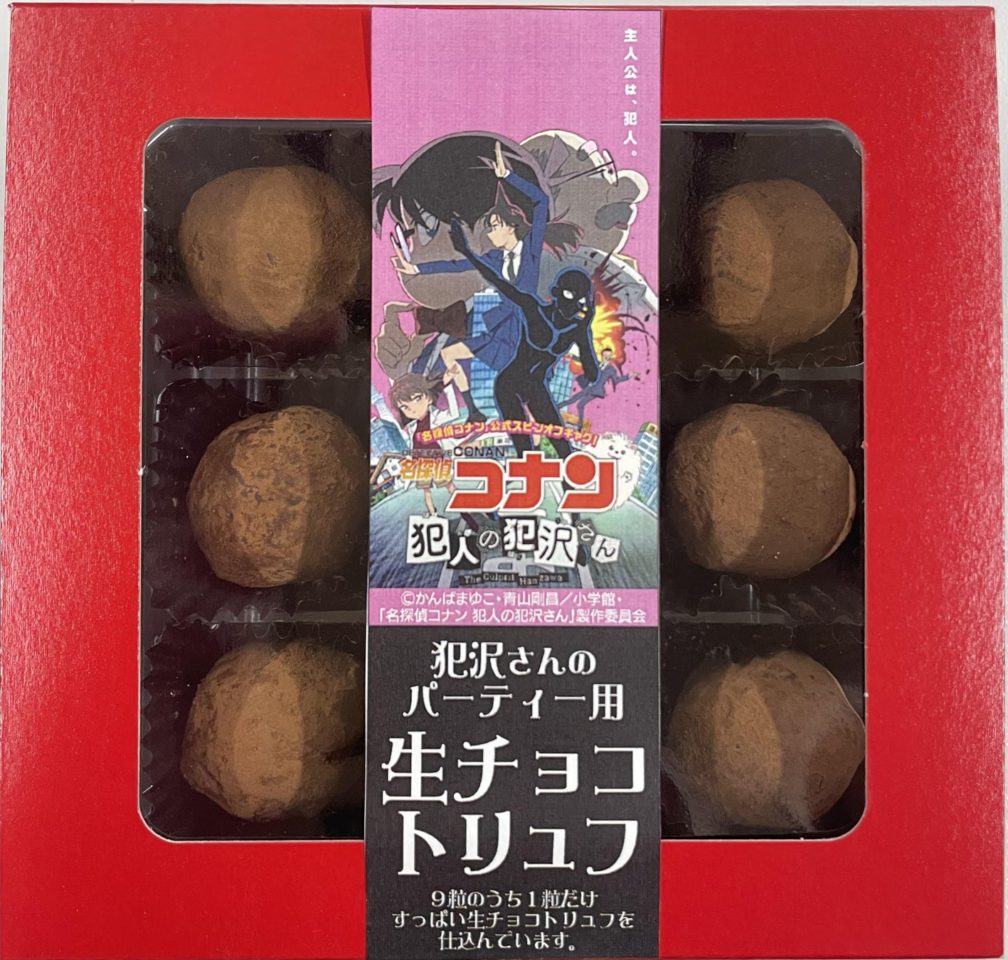 主人公は、犯人。
「名探偵コナン」公式スピンオフギャグ！
DETECTIVE CONAN
名探偵
コナン
犯人の犯沢さん
The Culprit Hanzawa
©かんばまゆこ・青山剛昌／小学館・
「名探偵コナン 犯人の犯沢さん」製作委員会
犯沢さんの
パーティー用
生チョコ
トリュフ
９粒のうち１粒だけ
すっぱい生チョコトリュフを
仕込んでいます。